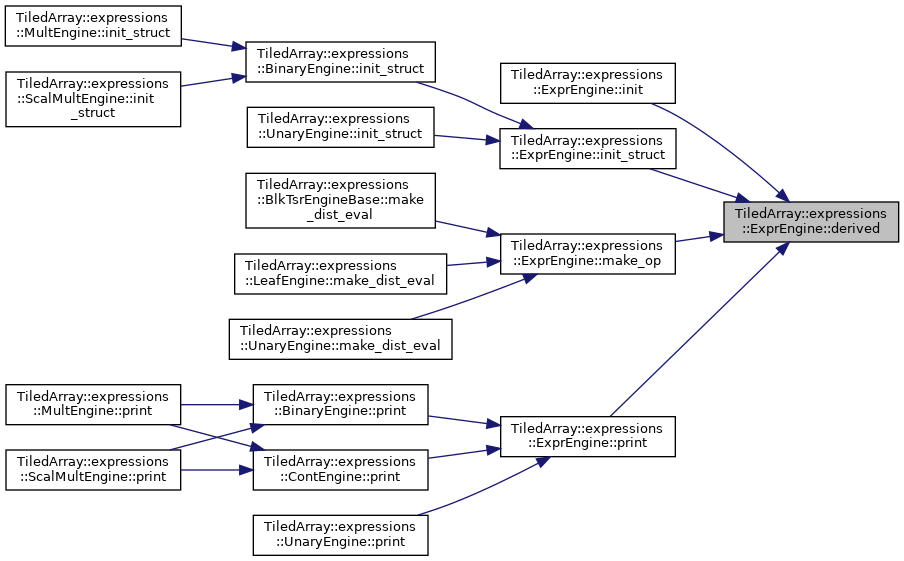 TiledArray::expressions
::MultEngine::init_struct
TiledArray::expressions
::ScalMultEngine::init
_struct
TiledArray::expressions
::BinaryEngine::init_struct
TiledArray::expressions
::UnaryEngine::init_struct
TiledArray::expressions
::ExprEngine::init
TiledArray::expressions
::ExprEngine::init_struct
TiledArray::expressions
::BlkTsrEngineBase::make
_dist_eval
TiledArray::expressions
::LeafEngine::make_dist_eval
TiledArray::expressions
::UnaryEngine::make_dist_eval
TiledArray::expressions
::ExprEngine::make_op
TiledArray::expressions
::ExprEngine::derived
TiledArray::expressions
::MultEngine::print
TiledArray::expressions
::ScalMultEngine::print
TiledArray::expressions
::BinaryEngine::print
TiledArray::expressions
::ContEngine::print
TiledArray::expressions
::UnaryEngine::print
TiledArray::expressions
::ExprEngine::print